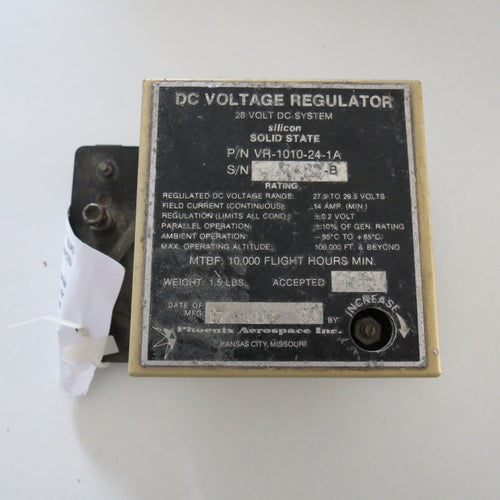 DC VOLTAGE REGULATOR
28 VOLT DC SYSTEM
silicon
SOLID STATE
P/N VR-1010-24-1A
S/N -B
RATING
REGULATED DC VOLTAGE RANGE: 27.5 TO 29.5 VOLTS
FIELD CURRENT (CONTINUOUS): 14 AMP. (MIN.)
REGULATION (LIMITS ALL COND.) ±0.2 VOLT
PARALLEL OPERATION: ±10% OF GEN. RATING
AMBIENT OPERATION: -55°C TO +85°C
MAX. OPERATING ALTITUDE: 100,000 FT. & BEYOND
MTBF: 10,000 FLIGHT HOURS MIN.
WEIGHT: 1.5 LBS. ACCEPTED
INCREASE
DATE OF
MFG. BY:
Phoenix Aerospace Inc.
KANSAS CITY, MISSOURI